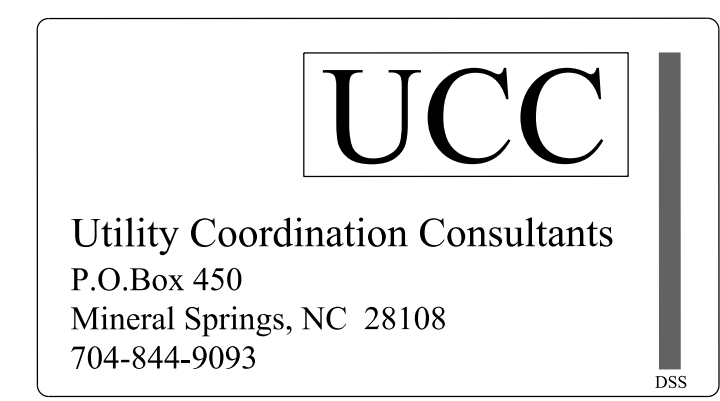 UCC
Utility Coordination Consultants
P.O.Box 450
Mineral Springs, NC  28108
704-844-9093
DSS